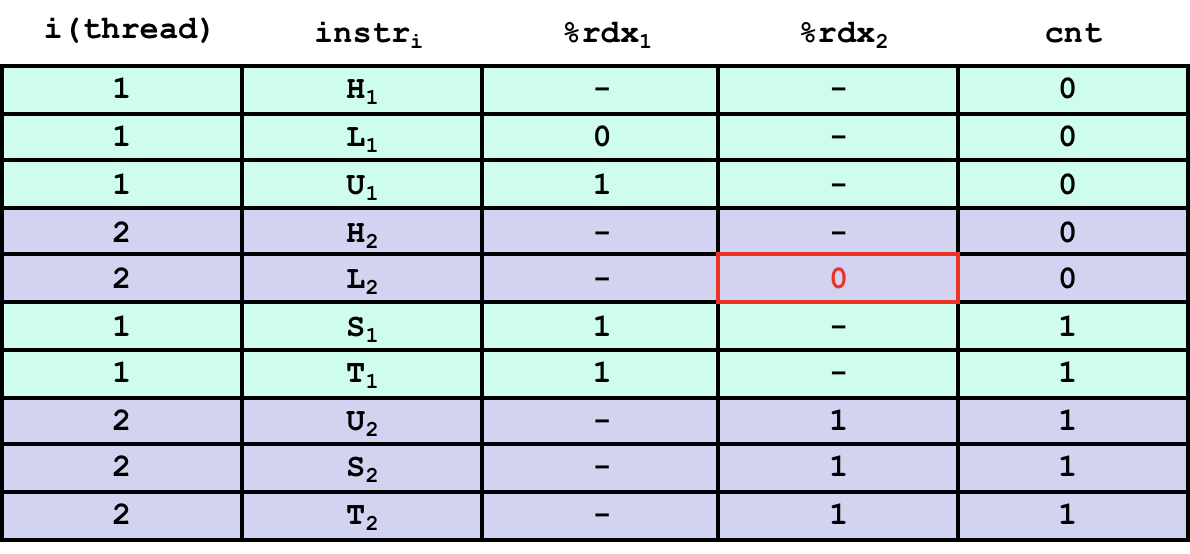 i(thread) instrᵢ %rdx₁ %rdx₂ cnt
1 H₁ - - 0
1 L₁ 0 - 0
1 U₁ 1 - 0
2 H₂ - - 0
2 L₂ - 0 0
1 S₁ 1 - 1
1 T₁ 1 - 1
2 U₂ - 1 1
2 S₂ - 1 1
2 T₂ - 1 1